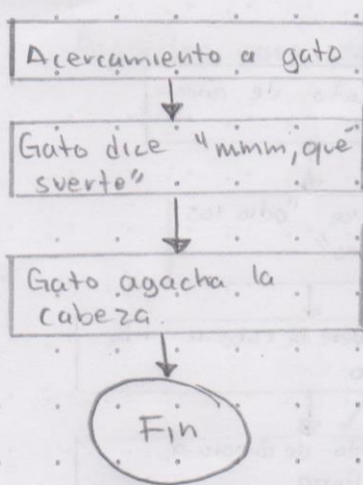 Acercamiento a gato
Gato dice "mmm, qué
suerte"
Gato agacha la
cabeza.
Fin